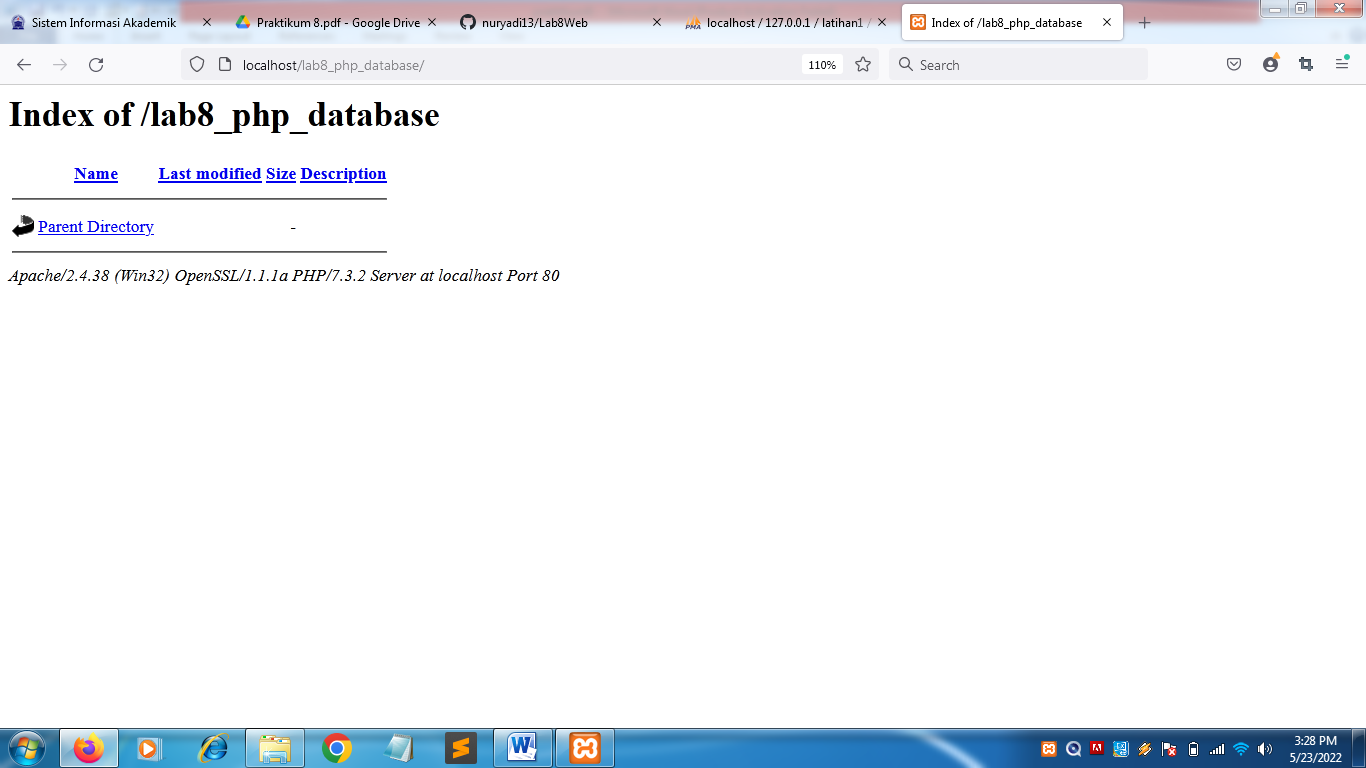 Sistem Informasi Akademik
Praktikum 8.pdf - Google Drive
nuryadi13/Lab8Web
PMA
localhost / 127.0.0.1 / latihan1 /
Index of /lab8_php_database
localhost/lab8_php_database/
110%
Search
Index of /lab8_php_database
Name Last modified Size Description
Parent Directory -
Apache/2.4.38 (Win32) OpenSSL/1.1.1a PHP/7.3.2 Server at localhost Port 80
3:28 PM
5/23/2022